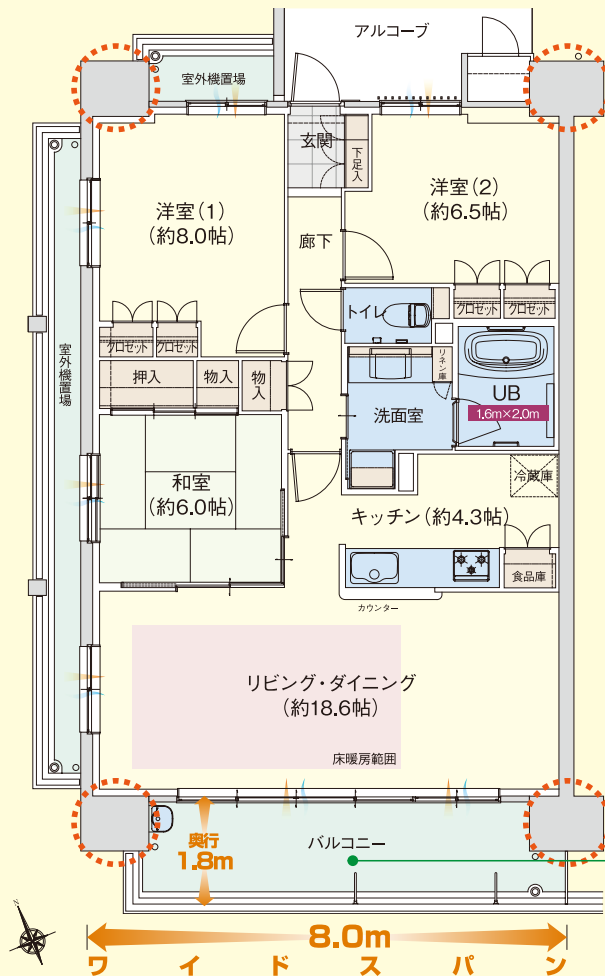 アルコーブ
室外機置場
玄関
下足入
洋室(1)
(約8.0帖)
洋室(2)
(約6.5帖)
廊下
トイレ
クロゼット
クロゼット
クロゼット
クロゼット
押入
物入
物入
リネン庫
洗面室
UB
1.6m×2.0m
室外機置場
和室
(約6.0帖)
冷蔵庫
キッチン(約4.3帖)
食品庫
カウンター
リビング・ダイニング
(約18.6帖)
床暖房範囲
奥行
1.8m
バルコニー
N
8.0m
ワイドスパン